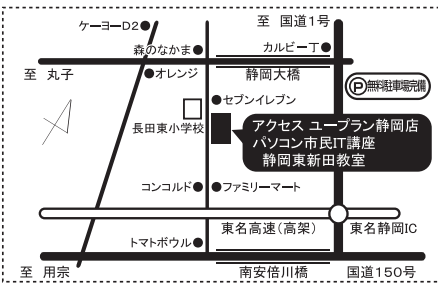 至 国道1号
ケーヨーD2
森のなかま
カルビー丁
至 丸子
オレンジ
静岡大橋
Ⓟ無料駐車場完備
セブンイレブン
長田東小学校
アクセス ユープラン静岡店
パソコン市民IT講座
静岡東新田教室
コンコルド
ファミリーマート
東名高速(高架)
東名静岡IC
トマトボウル
至 用宗
南安倍川橋
国道150号